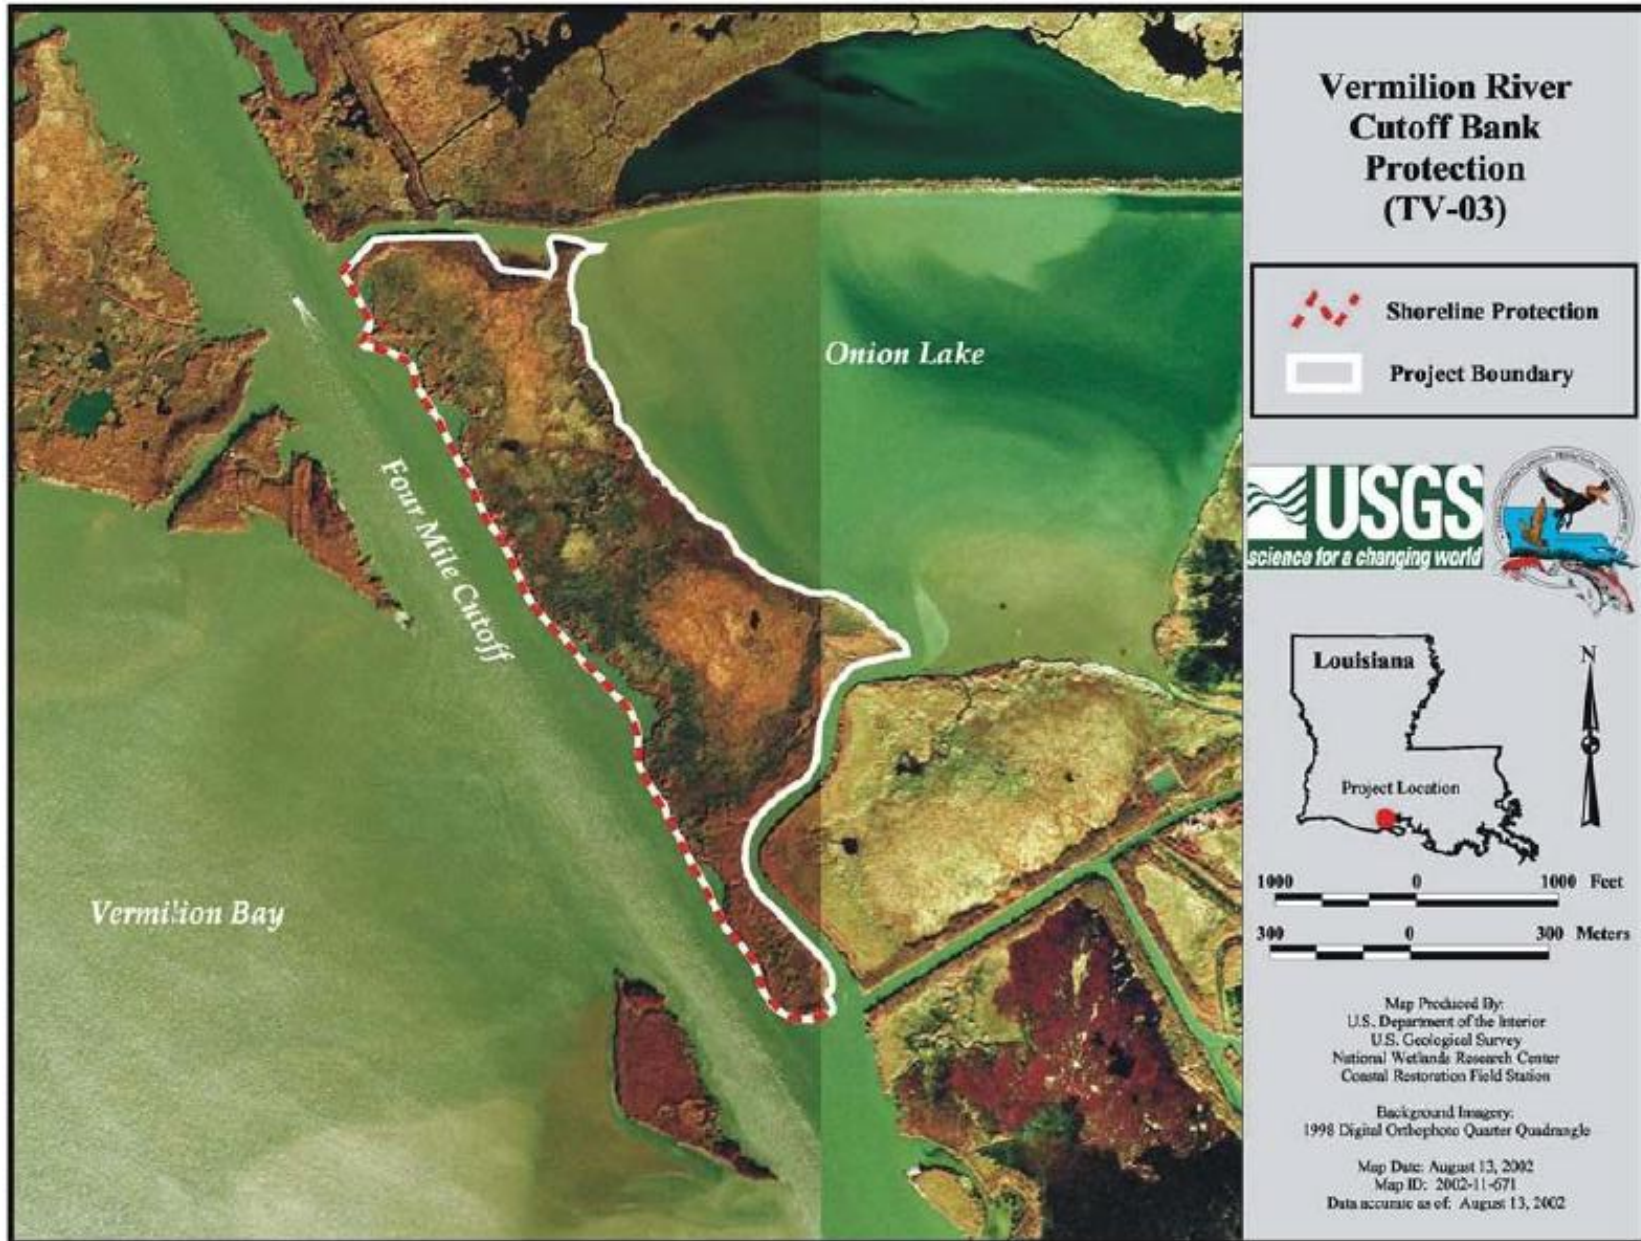 Vermilion River
Cutoff Bank
Protection
(TV-03)
Shoreline Protection
Project Boundary
Onion Lake
Four Mile Cutoff
Vermilion Bay
USGS
science for a changing world
Louisiana
N
Project Location
1000 0 1000 Feet
300 0 300 Meters
Map Produced By:
U.S. Department of the Interior
U.S. Geological Survey
National Wetlands Research Center
Coastal Restoration Field Station
Background Imagery:
1998 Digital Orthophoto Quarter Quadrangle
Map Date: August 13, 2002
Map ID: 2002-11-671
Data accurate as of: August 13, 2002